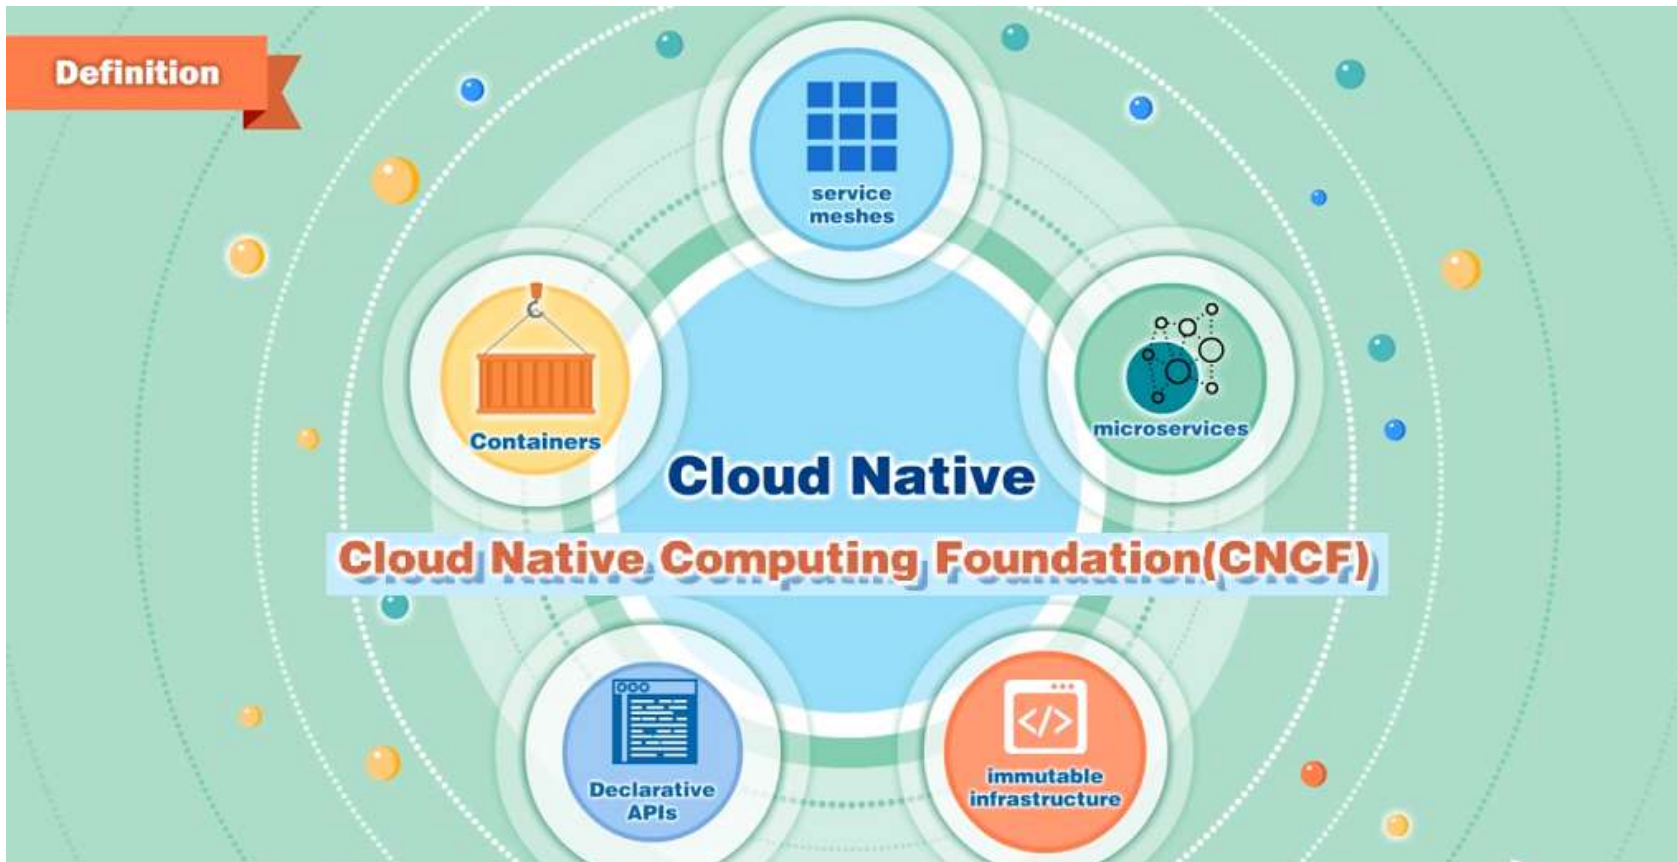 Definition
service
meshes
Containers
microservices
Cloud Native
Cloud Native Computing Foundation(CNCF)
Declarative
APIs
immutable
infrastructure